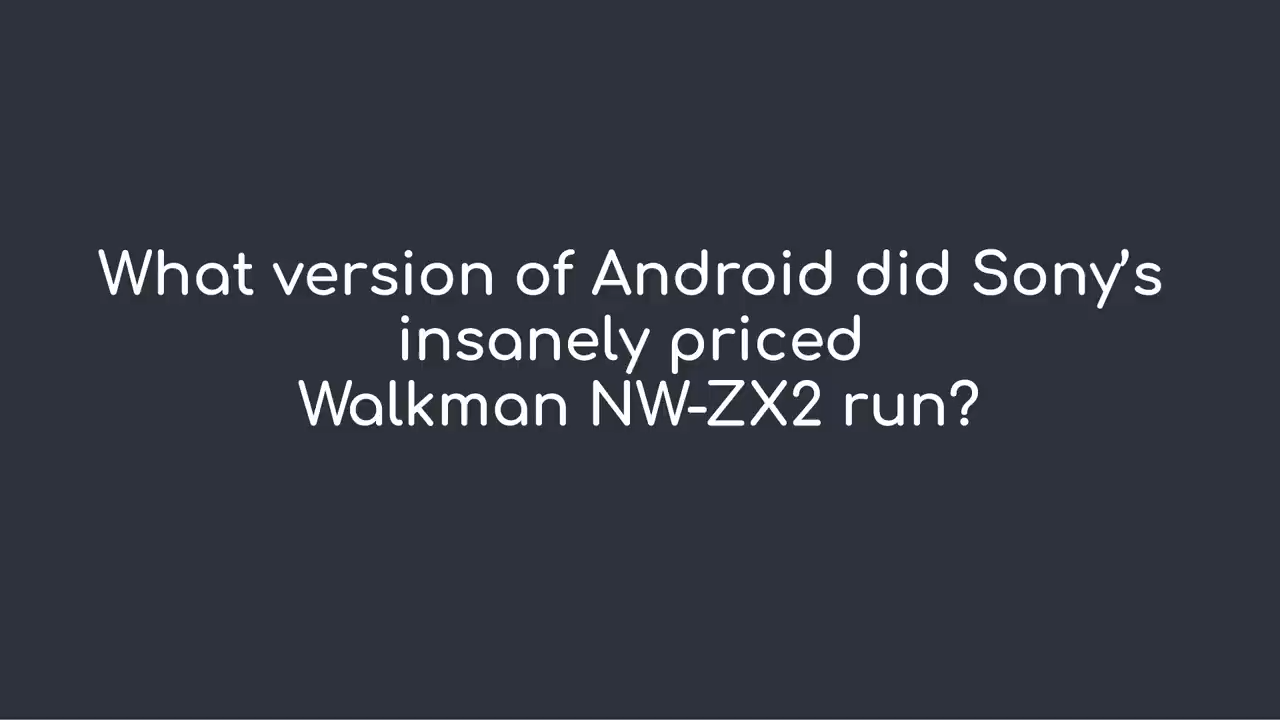 What version of Android did Sony’s
insanely priced
Walkman NW-ZX2 run?